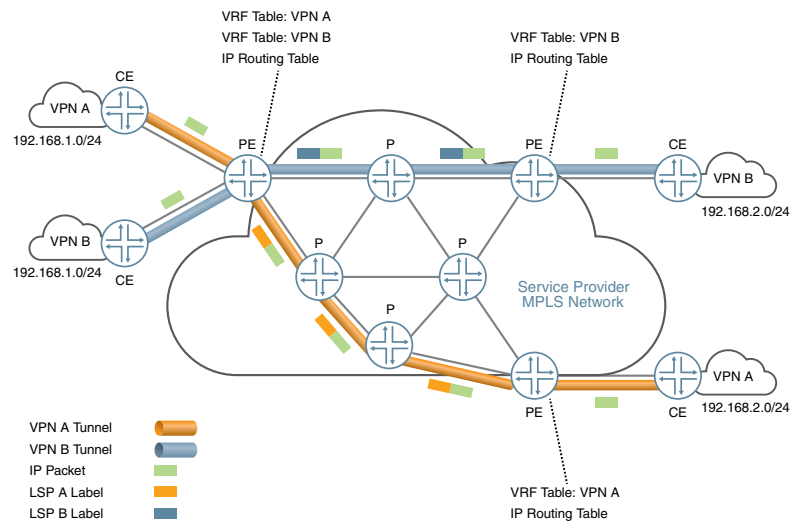 VRF Table: VPN A
VRF Table: VPN B
IP Routing Table
VRF Table: VPN B
IP Routing Table
CE
VPN A
192.168.1.0/24
PE
P
PE
CE
VPN B
192.168.2.0/24
VPN B
192.168.1.0/24
CE
P
P
Service Provider
MPLS Network
P
PE
CE
VPN A
192.168.2.0/24
VPN A Tunnel
VPN B Tunnel
IP Packet
LSP A Label
LSP B Label
VRF Table: VPN A
IP Routing Table